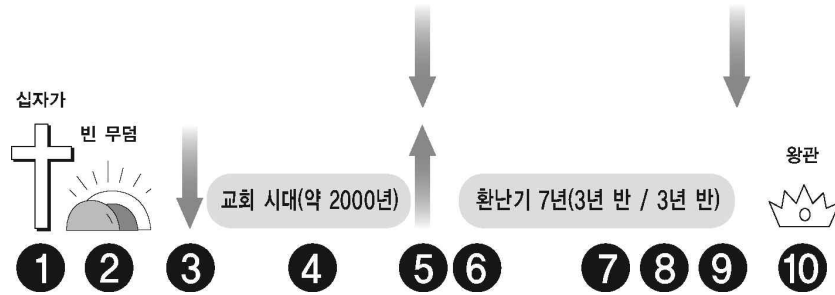 십자가
빈 무덤
왕관
교회 시대(약 2000년)
환난기 7년(3년 반 / 3년 반)
1 2 3 4 5 6 7 8 9 10